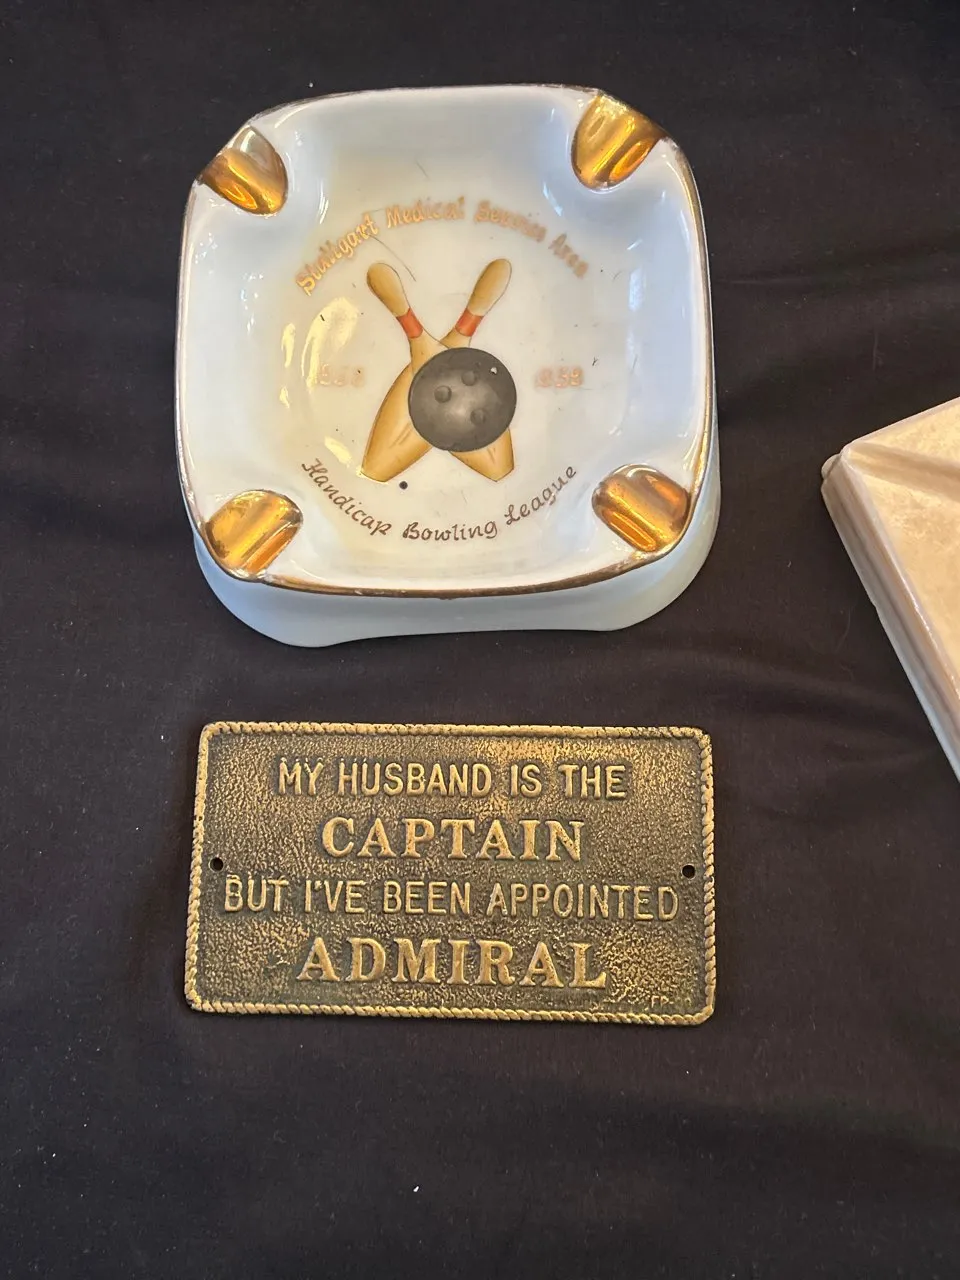 Stuttgart Medical Service Area
Handicap Bowling League
MY HUSBAND IS THE
CAPTAIN
BUT I'VE BEEN APPOINTED
ADMIRAL